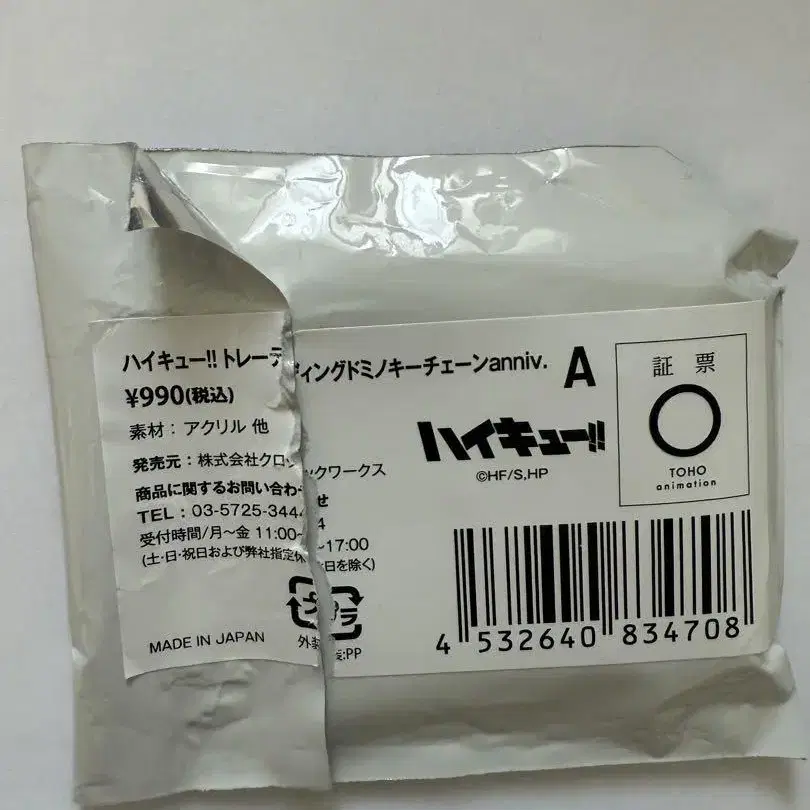 ハイキュー!! トレーディングドミノキーチェーンanniv. A
¥990(税込)
素材：アクリル 他
発売元：株式会社クロックワークス
商品に関するお問い合わせ
TEL：03-5725-3444
受付時間/月～金 11:00～17:00
(土・日・祝日および弊社指定休日を除く)
プラ
外装:PP
MADE IN JAPAN
ハイキュー!!
©HF/S,HP
証票
TOHO
animation
4 532640 834708